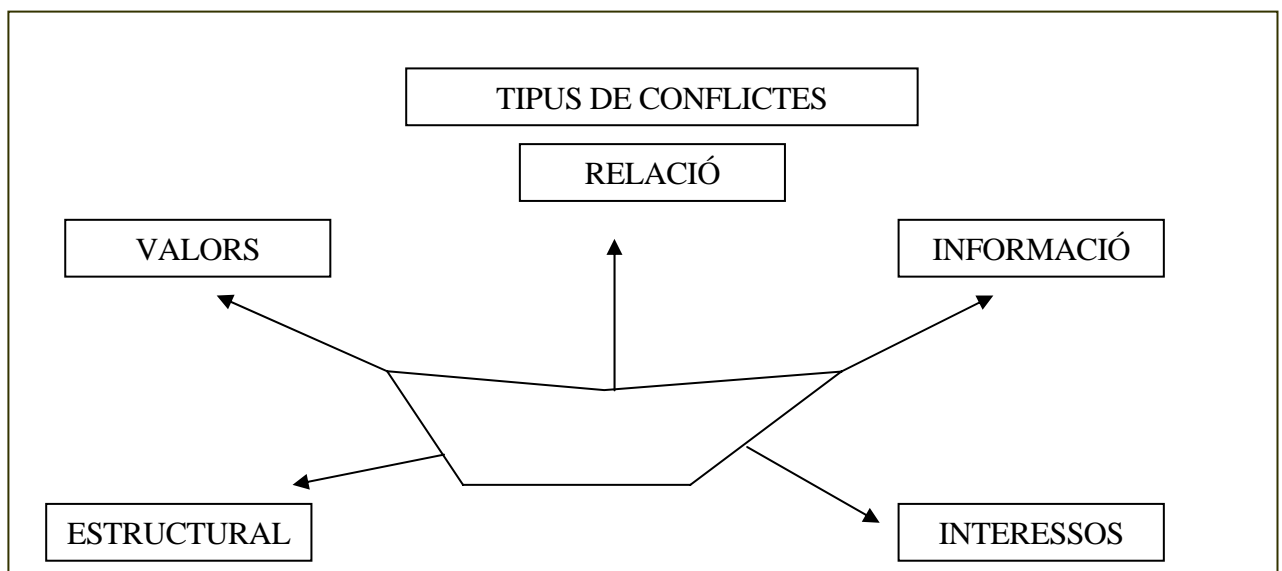 TIPUS DE CONFLICTES
RELACIÓ
VALORS
INFORMACIÓ
ESTRUCTURAL
INTERESSOS